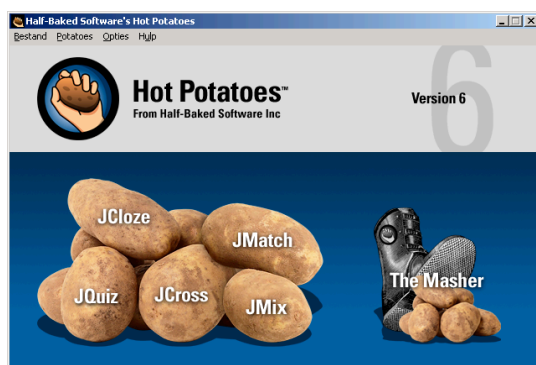 Half-Baked Software's Hot Potatoes
Bestand Potatoes Opties Hulp
Hot Potatoes™
From Half-Baked Software Inc
Version 6
6
JCloze
JMatch
JQuiz
JCross
JMix
The Masher